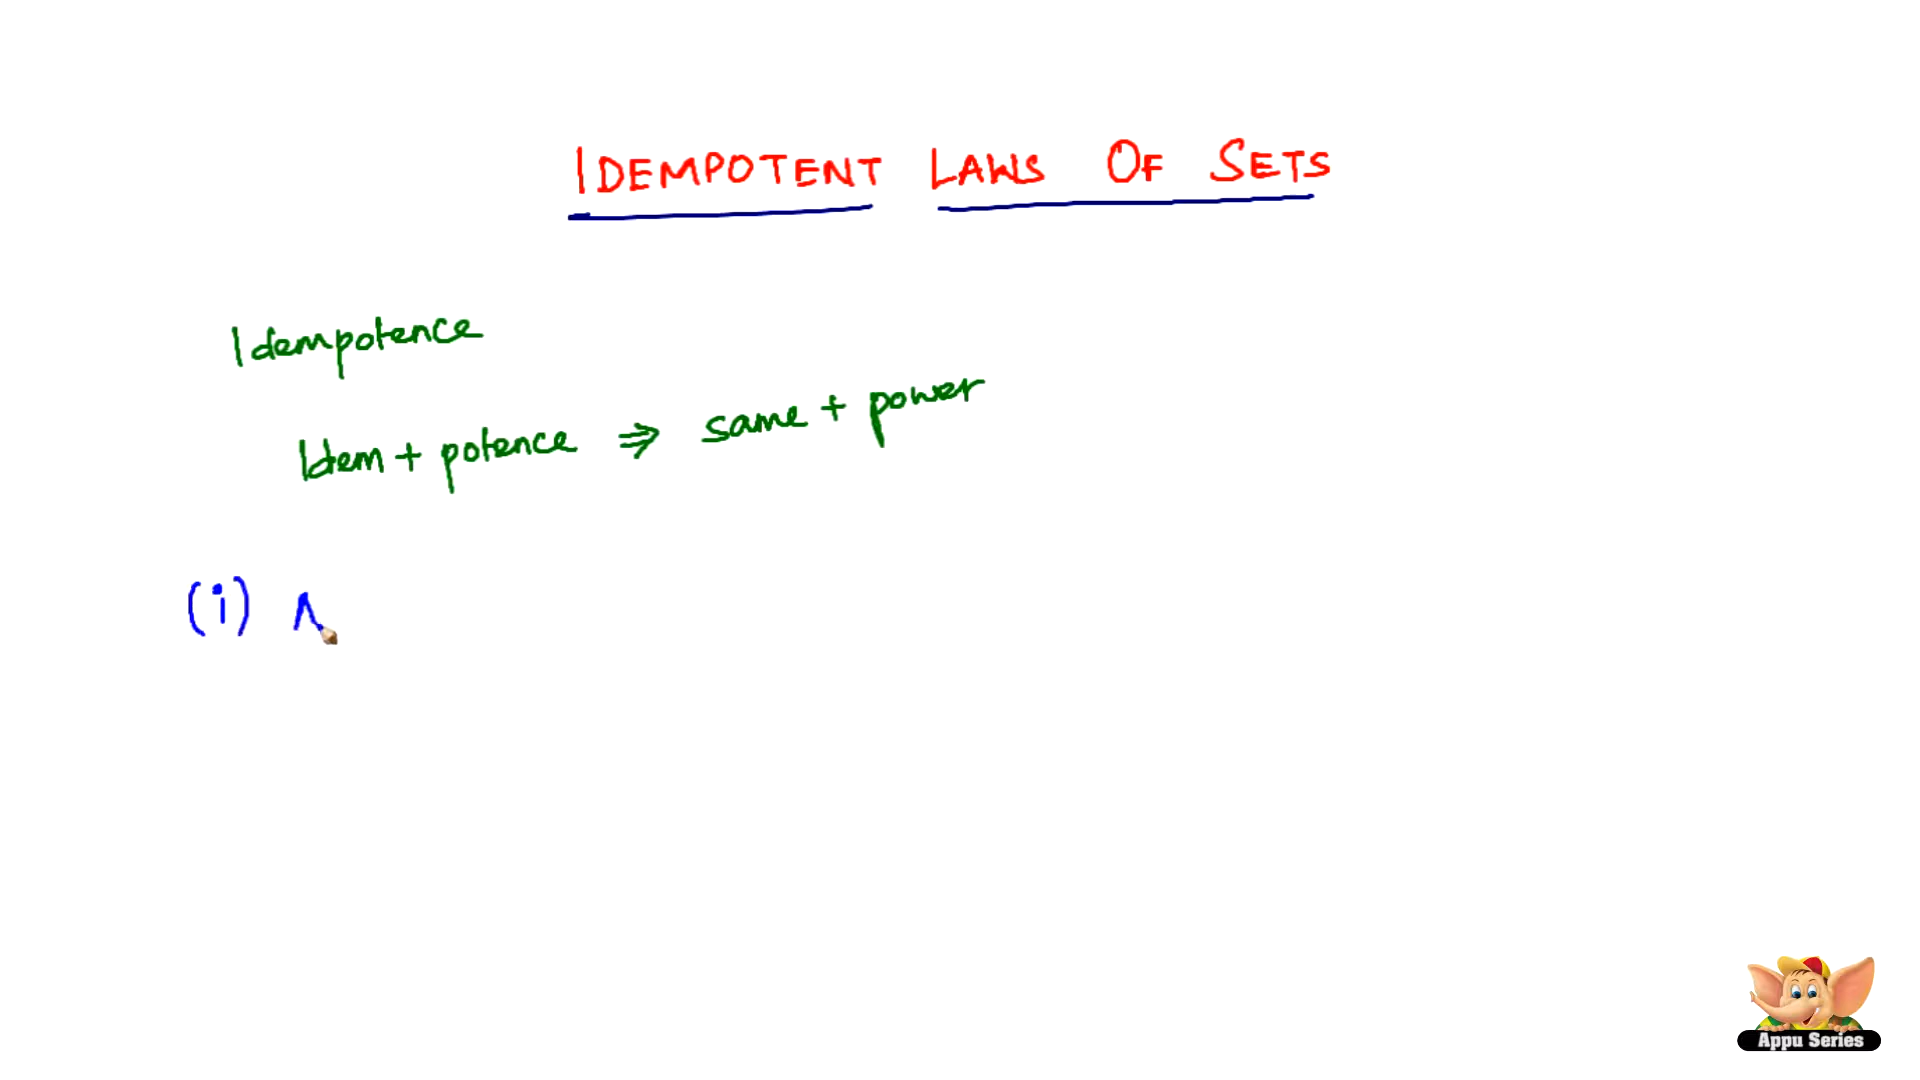 IDEMPOTENT LAWS OF SETS
Idempotence
Idem + potence ⇒ same + power
(i)
Appu Series